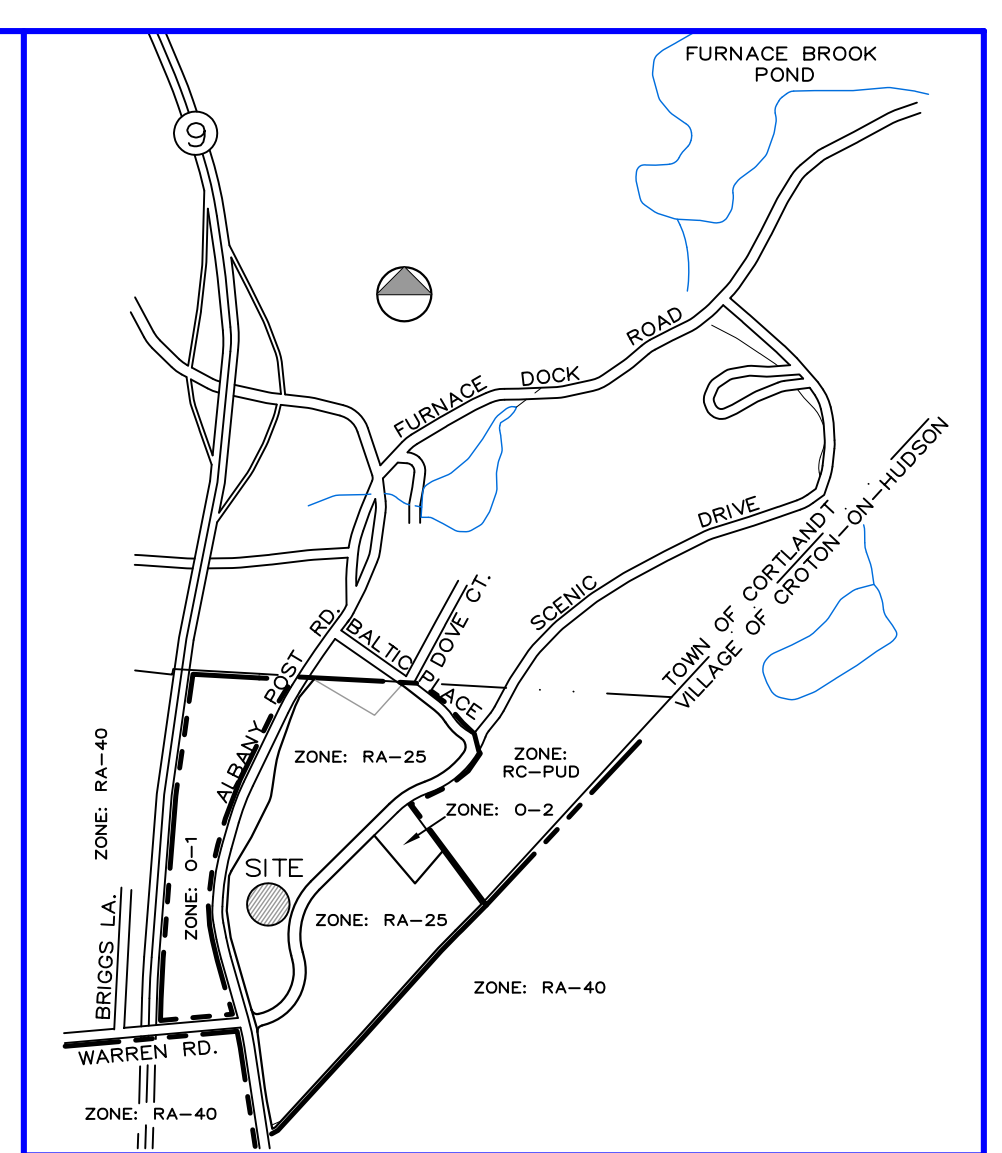 FURNACE BROOK
POND
9
FURNACE DOCK ROAD
SCENIC DRIVE
TOWN OF CORTLANDT
VILLAGE OF CROTON-ON-HUDSON
DOVE CT.
BALTIC PLACE
ALBANY POST RD.
ZONE: RA-40
ZONE: RA-25
ZONE:
RC-PUD
ZONE: O-2
ZONE: O-1
SITE
ZONE: RA-25
BRIGGS LA.
ZONE: RA-40
WARREN RD.
ZONE: RA-40